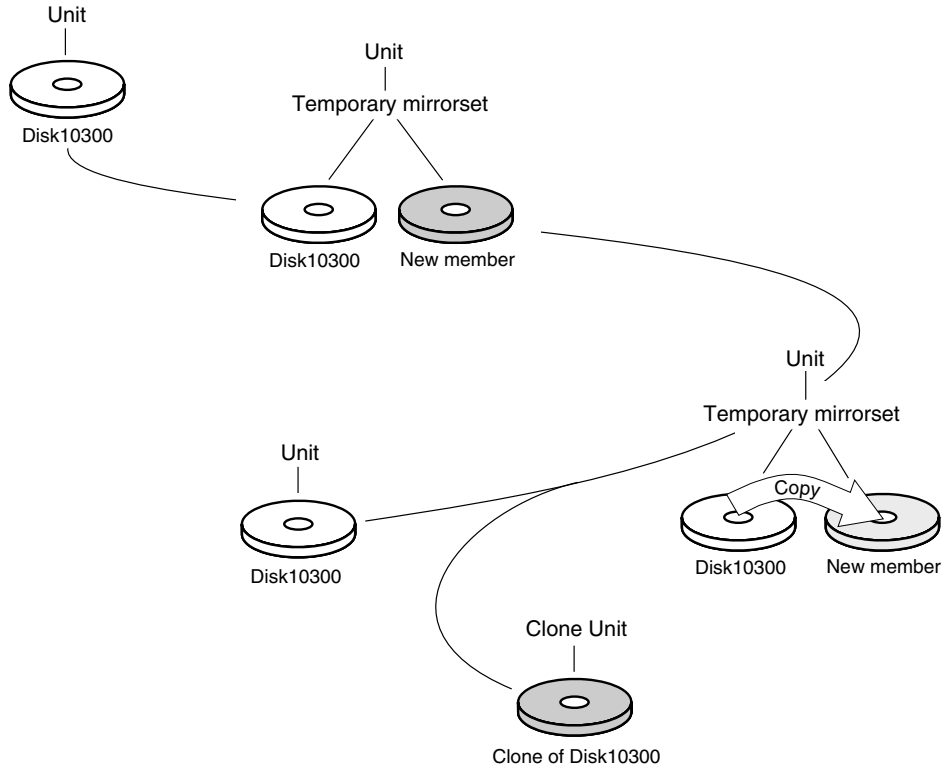 Unit
Disk10300
Unit
Temporary mirrorset
Disk10300
New member
Unit
Temporary mirrorset
Copy
Disk10300
New member
Unit
Disk10300
Clone Unit
Clone of Disk10300